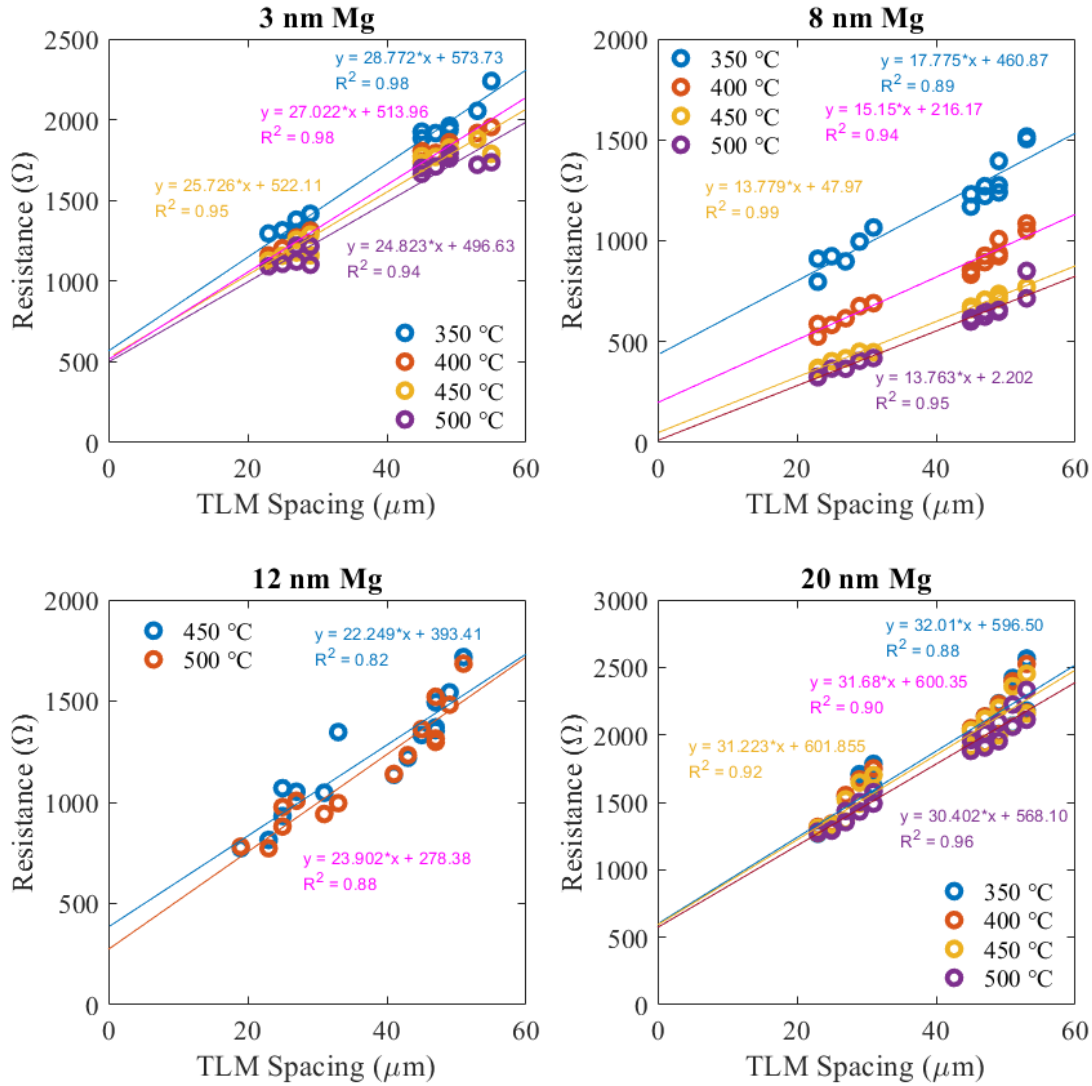 3 nm Mg
2500
2000
1500
1000
500
0
0
20
40
60
Resistance (Ω)
TLM Spacing (μm)
y = 28.772*x + 573.73
R² = 0.98
y = 27.022*x + 513.96
R² = 0.98
y = 25.726*x + 522.11
R² = 0.95
y = 24.823*x + 496.63
R² = 0.94
350 °C
400 °C
450 °C
500 °C
8 nm Mg
2000
1500
1000
500
0
0
20
40
60
Resistance (Ω)
TLM Spacing (μm)
350 °C
400 °C
450 °C
500 °C
y = 17.775*x + 460.87
R² = 0.89
y = 15.15*x + 216.17
R² = 0.94
y = 13.779*x + 47.97
R² = 0.99
y = 13.763*x + 2.202
R² = 0.95
12 nm Mg
2000
1500
1000
500
0
0
20
40
60
Resistance (Ω)
TLM Spacing (μm)
450 °C
500 °C
y = 22.249*x + 393.41
R² = 0.82
y = 23.902*x + 278.38
R² = 0.88
20 nm Mg
3000
2500
2000
1500
1000
500
0
0
20
40
60
Resistance (Ω)
TLM Spacing (μm)
y = 32.01*x + 596.50
R² = 0.88
y = 31.68*x + 600.35
R² = 0.90
y = 31.223*x + 601.855
R² = 0.92
y = 30.402*x + 568.10
R² = 0.96
350 °C
400 °C
450 °C
500 °C